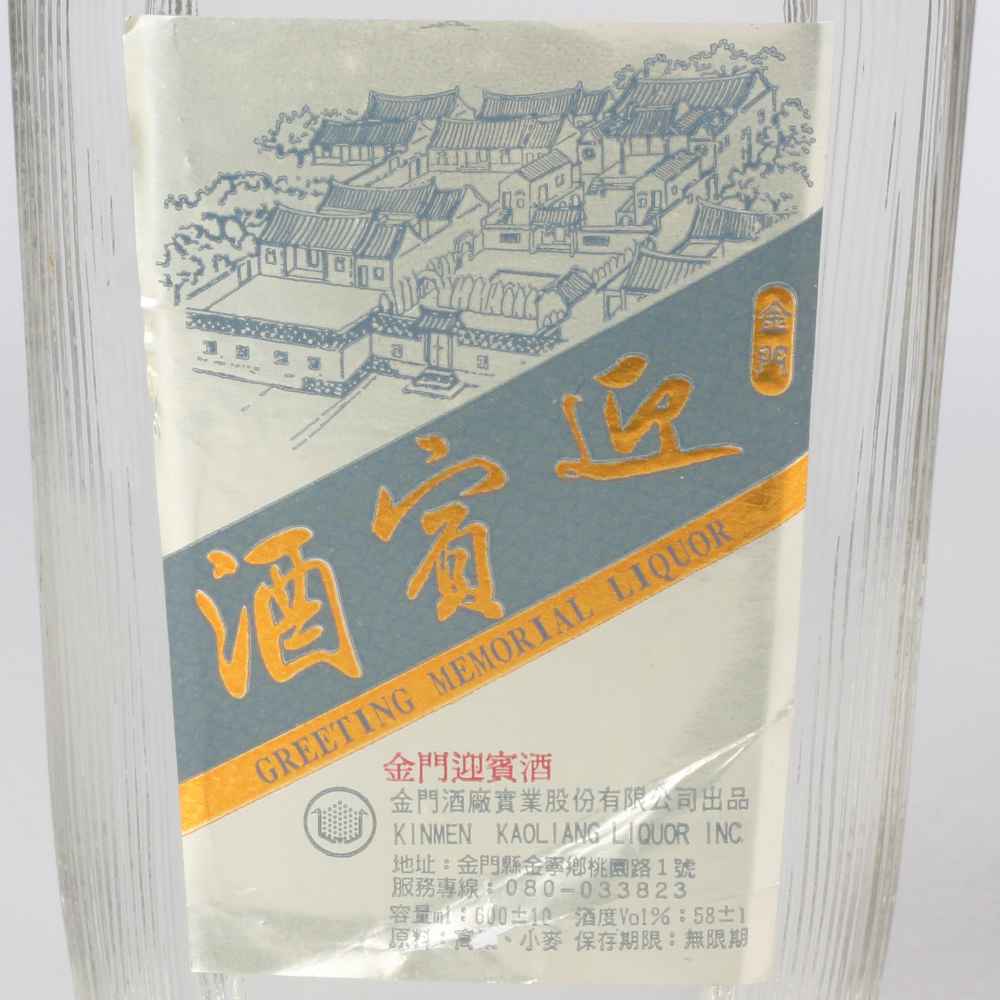 金門
迎賓酒
GREETING MEMORIAL LIQUOR
金門迎賓酒
金門酒廠實業股份有限公司出品
KINMEN KAOLIANG LIQUOR INC.
地址：金門縣金寧鄉桃園路1號
服務專線：080-033823
容量ml：600±10 酒度Vol%：58±1
原料：高粱、小麥 保存期限：無限期